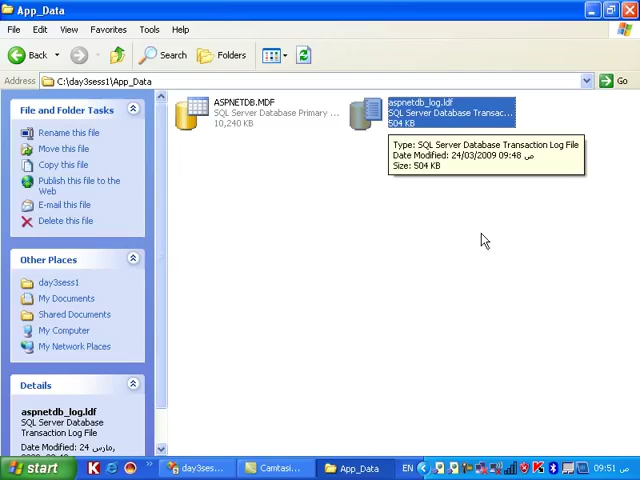 App_Data
File Edit View Favorites Tools Help
Back Search Folders
Address C:\day3sess1\App_Data Go
File and Folder Tasks
Rename this file
Move this file
Copy this file
Publish this file to the
Web
E-mail this file
Delete this file
Other Places
day3sess1
My Documents
Shared Documents
My Computer
My Network Places
Details
aspnetdb_log.ldf
SQL Server Database
Transaction Log File
24 مارس,
ASPNETDB.MDF
SQL Server Database Primary ...
10,240 KB
aspnetdb_log.ldf
SQL Server Database Transac...
504 KB
Type: SQL Server Database Transaction Log File
Date Modified: 24/03/2009 09:48 ص
Size: 504 KB
start day3ses... Camtasi... App_Data EN 09:51 ص